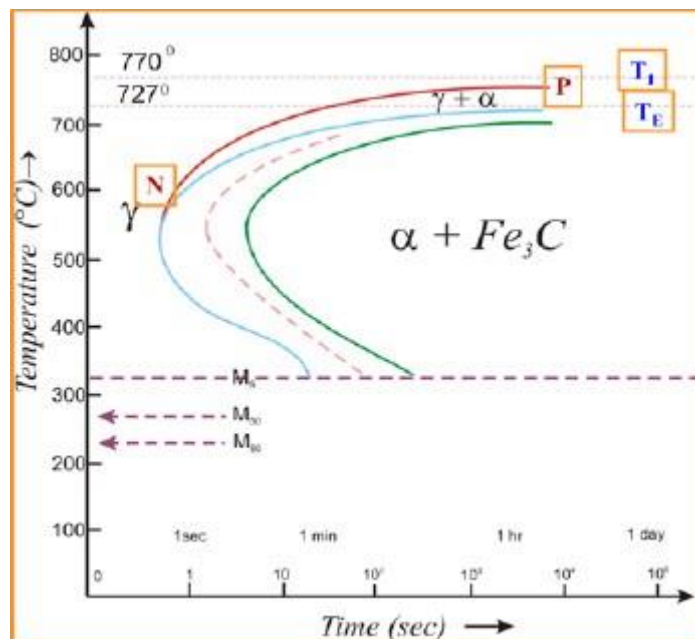 800
770⁰
T₁
P
727⁰
γ + α
T_E
700
N
600
γ
α + Fe₃C
500
400
300
M₅₀
M₉₀
200
100
1sec
1 min
1 hr
1 day
0
1
10
10²
10³
10⁴
10⁵
Temperature (°C)→
Time (sec) →